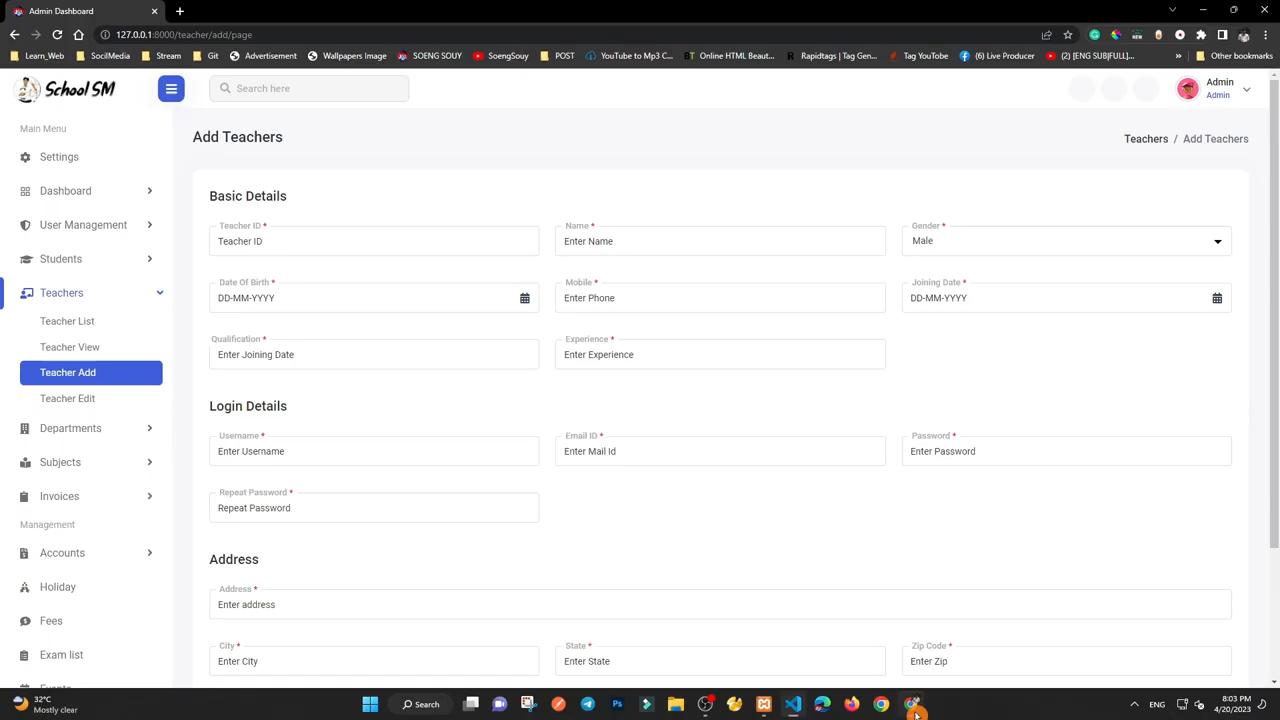 Admin Dashboard
127.0.0.1:8000/teacher/add/page
Learn_Web
SocilMedia
Stream
Git
Advertisement
Wallpapes Image
SOENG SOUY
SoengSouy
POST
YouTube to Mp3 C...
Online HTML Beaut...
Rapidtags | Tag Gen...
Tag YouTube
(6) Live Producer
(2) [ENG SUB]FULL]...
»
Other bookmarks
School SM
Search here
Admin
Admin
Main Menu
Settings
Dashboard
User Management
Students
Teachers
Teacher List
Teacher View
Teacher Add
Teacher Edit
Departments
Subjects
Invoices
Management
Accounts
Holiday
Fees
Exam list
Events
Add Teachers
Teachers / Add Teachers
Basic Details
Teacher ID *
Teacher ID
Name *
Enter Name
Gender *
Male
Date Of Birth *
DD-MM-YYYY
Mobile *
Enter Phone
Joining Date *
DD-MM-YYYY
Qualification *
Enter Joining Date
Experience *
Enter Experience
Login Details
Username *
Enter Username
Email ID *
Enter Mail Id
Password *
Enter Password
Repeat Password *
Repeat Password
Address
Address *
Enter address
City *
Enter City
State *
Enter State
Zip Code *
Enter Zip
32°C
Mostly clear
Search
ENG
8:03 PM
4/20/2023